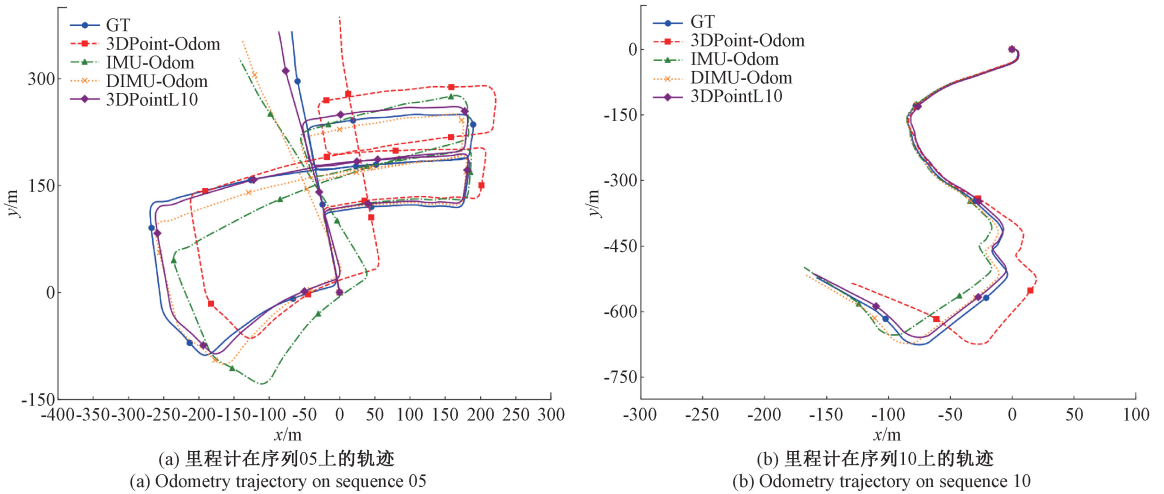 GT
3DPoint-Odom
IMU-Odom
DIMU-Odom
3DPointL10
y/m
300
150
0
-150
-400 -350 -300 -250 -200 -150 -100 -50 0 50 100 150 200 250 300
x/m
(a) 里程计在序列05上的轨迹
(a) Odometry trajectory on sequence 05
GT
3DPoint-Odom
IMU-Odom
DIMU-Odom
3DPointL10
y/m
0
-150
-300
-450
-600
-750
-300 -200 -100 0 100
x/m
(b) 里程计在序列10上的轨迹
(b) Odometry trajectory on sequence 10